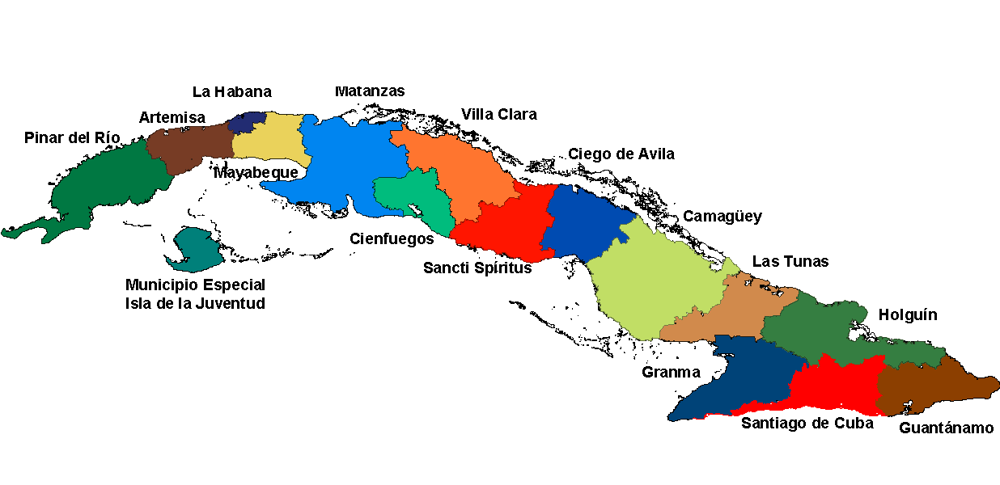 La Habana
Matanzas
Artemisa
Villa Clara
Pinar del Río
Ciego de Avila
Mayabeque
Camagüey
Cienfuegos
Sancti Spíritus
Las Tunas
Municipio Especial
Isla de la Juventud
Holguín
Granma
Santiago de Cuba
Guantánamo